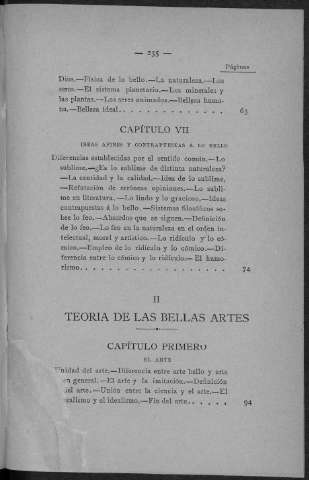 — 255 —
Páginas
Dios.—Física de lo bello.—La naturaleza.—Los
seres.—El sistema planetario.—Los minerales y
las plantas.—Los seres animados.—Belleza huma-
na.—Belleza ideal. . . . . . . . . . . . . . 63
CAPÍTULO VII
IDEAS AFINES Y CONTRAPUESTAS Á LO BELLO
Diferencias establecidas por el sentido común.—Lo
sublime.—¿Es lo sublime de distinta naturaleza?
—La cantidad y la calidad.—Idea de lo sublime.
—Refutación de erróneas opiniones.—Lo subli-
me en literatura.—Lo lindo y lo gracioso.—Ideas
contrapuestas á lo bello.—Sistemas filosóficos so-
bre lo feo.—Absurdos que se siguen.—Definición
de lo feo.—Lo feo en la naturaleza en el orden in-
telectual, moral y artístico.—Lo ridículo y lo có-
mico.—Empleo de lo ridículo y lo cómico.—Di-
ferencia entre lo cómico y lo ridículo.—El humo-
rismo. . . . . . . . . . . . . . . . . . 74
II
TEORIA DE LAS BELLAS ARTES
CAPÍTULO PRIMERO
EL ARTE
Unidad del arte.—Diferencia entre arte bello y arte
en general.—El arte y la imitación.—Definición
del arte.—Unión entre la ciencia y el arte.—El
realismo y el idealismo.—Fin del arte. . . . . . 94